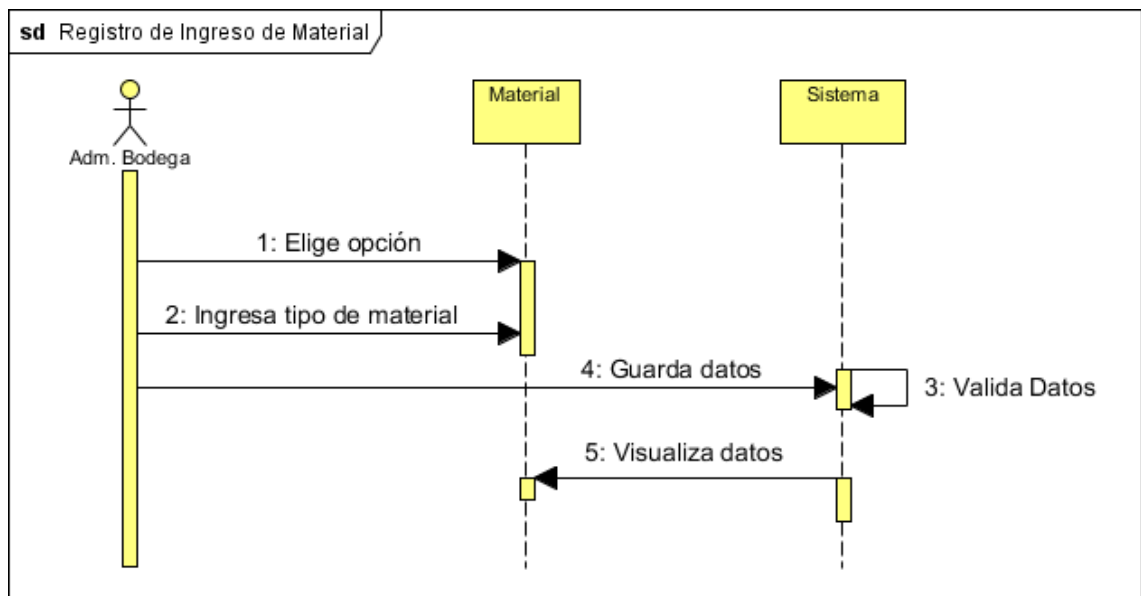 sd Registro de Ingreso de Material
Material
Sistema
Adm. Bodega
1: Elige opción
2: Ingresa tipo de material
4: Guarda datos
3: Valida Datos
5: Visualiza datos